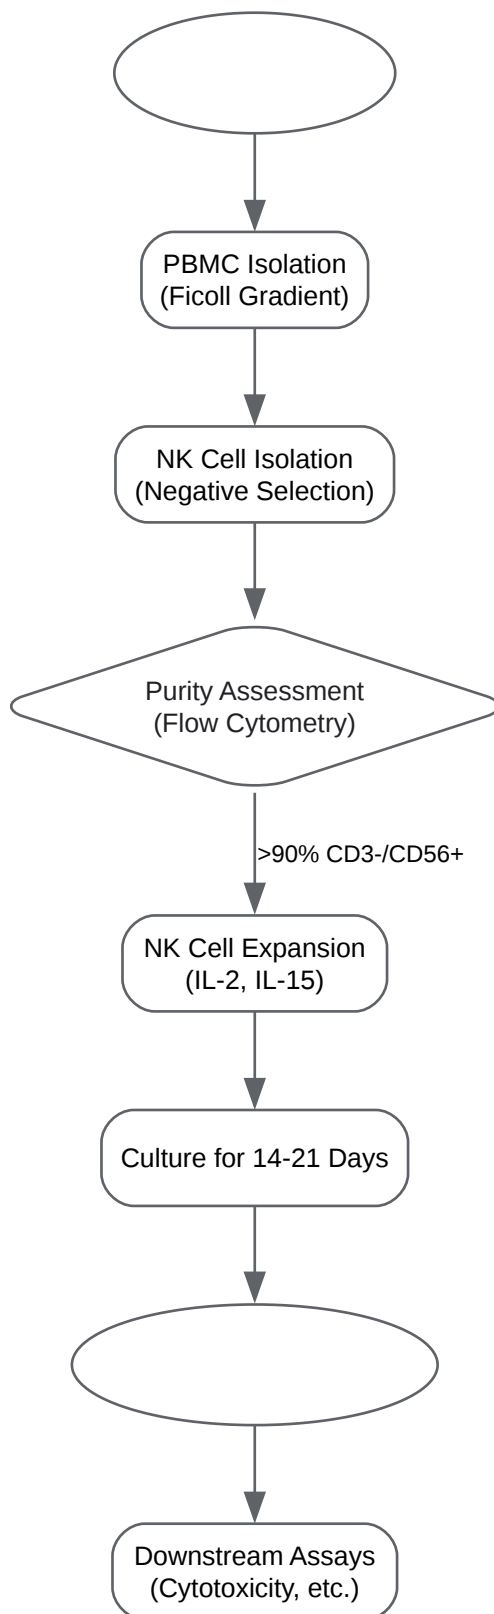 PBMC Isolation
(Ficoll Gradient)
NK Cell Isolation
(Negative Selection)
Purity Assessment
(Flow Cytometry)
>90% CD3-/CD56+
NK Cell Expansion
(IL-2, IL-15)
Culture for 14-21 Days
Downstream Assays
(Cytotoxicity, etc.)